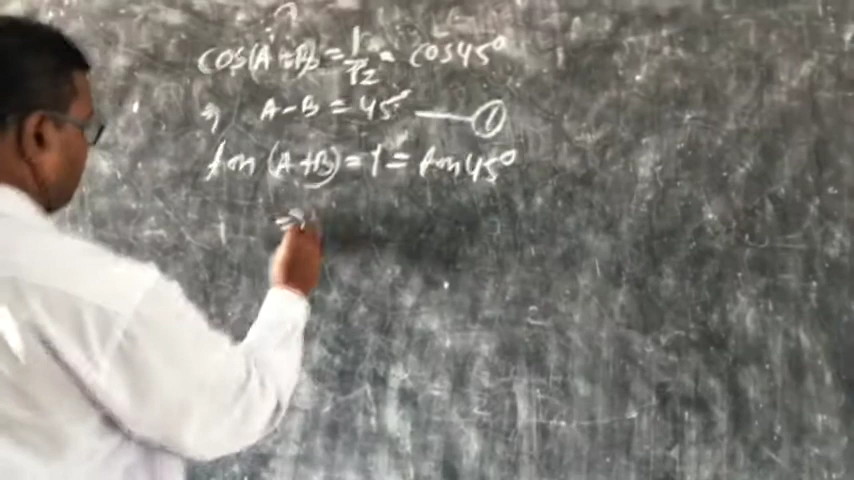 cos(A+B) = 1/√2 = cos45°
⇒ A-B = 45° — ①
tan (A+B) = 1 = tan45°
⇒